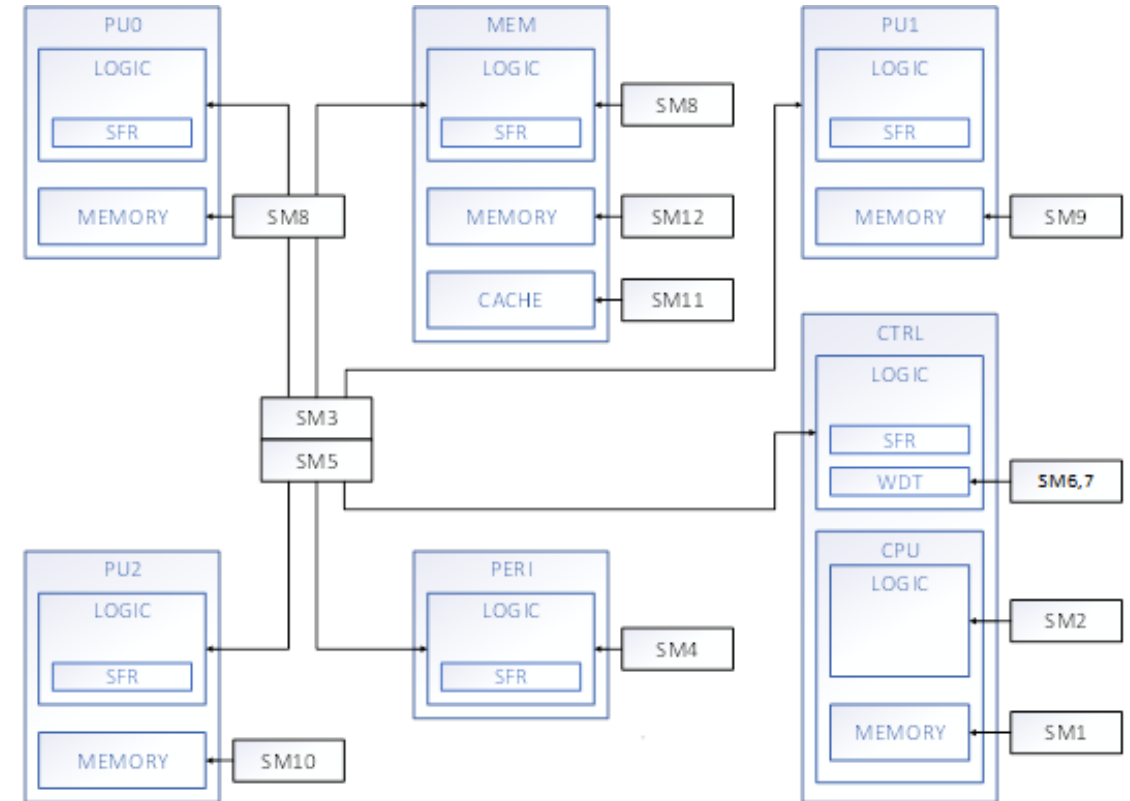 PU0
LOGIC
SFR
MEMORY
SM8
MEM
LOGIC
SFR
SM8
MEMORY
SM12
CACHE
SM11
PU1
LOGIC
SFR
MEMORY
SM9
SM3
SM5
CTRL
LOGIC
SFR
WDT
SM6,7
CPU
LOGIC
SM2
MEMORY
SM1
PU2
LOGIC
SFR
MEMORY
SM10
PERI
LOGIC
SFR
SM4